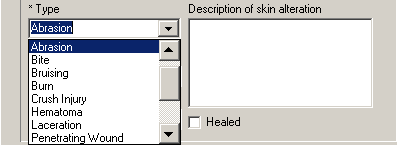 * Type
Description of skin alteration
Abrasion
Abrasion
Bite
Bruising
Burn
Crush Injury
Hematoma
Laceration
Penetrating Wound
Healed